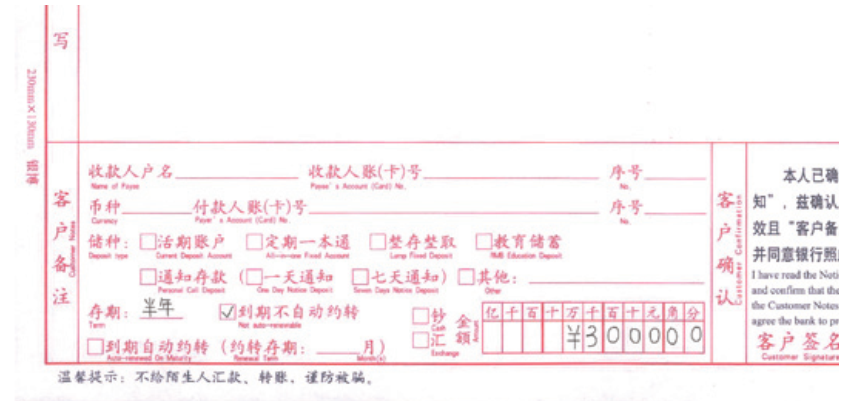 写
230mm×130mm 银博
客户备注 Customer Notes
收款人户名 收款人账(卡)号 序号
Name of Payee Payee's Account (Card) No. No.
币种 付款人账(卡)号 序号
Currency Payer's Account (Card) No. No.
储种: □活期账户 □定期一本通 □整存整取 □教育储蓄
Deposit type Current Deposit Account All-in-one Fixed Account Lump Fixed Deposit RMB Education Deposit
□通知存款 (□一天通知 □七天通知) □其他:
Personal Call Deposit One Day Notice Deposit Seven Days Notice Deposit Other
存期: 半年 ☑到期不自动约转
Term Not auto-renewable
□钞 Cash □汇 Exchange
金额 Amount
亿千百十万千百十元角分
¥300000
□到期自动约转 (约转存期: 月)
Auto-renewed On Maturity Renewal Term Month(s)
客户确认 Customer Confirmation
本人已确
知”，兹确认
效且“客户备
并同意银行照
I have read the Noti
and confirm that the
the Customer Notes
agree the bank to pr
客户签名
Customer Signature
温馨提示: 不给陌生人汇款、转账、谨防被骗。